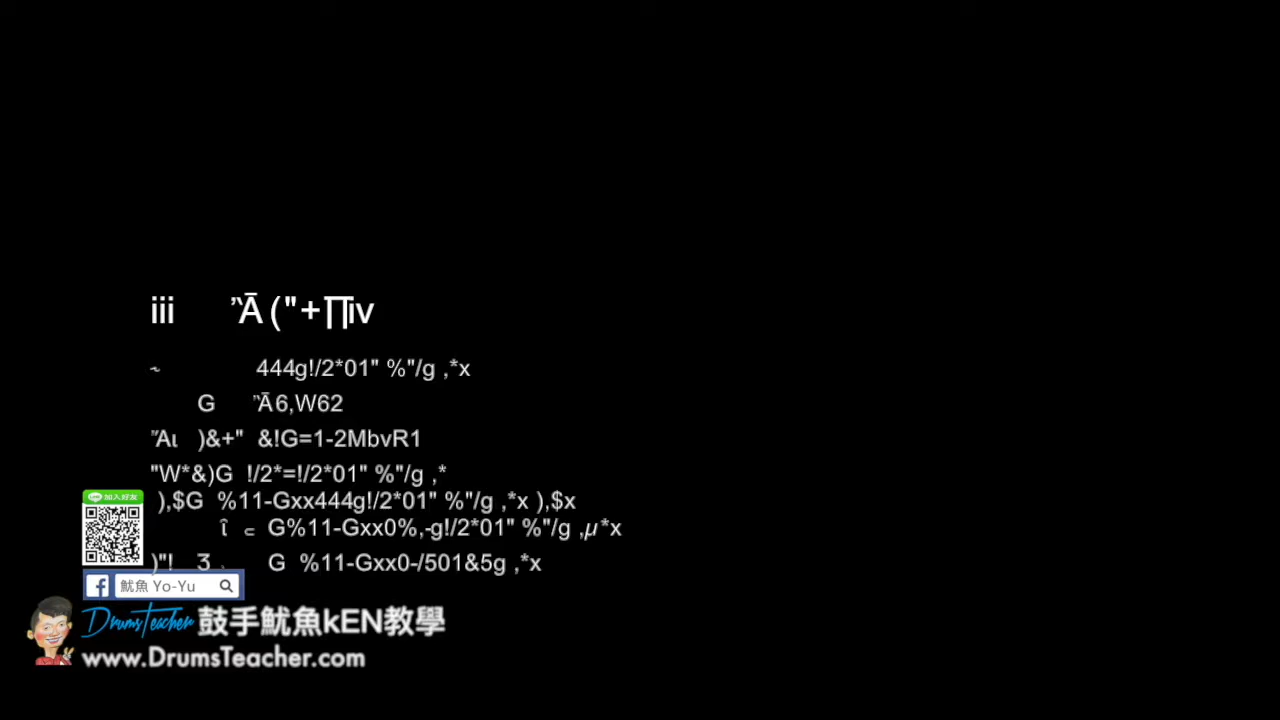 iii ”Ā ("+∏iv
~ 444g!/2*01" %"/g ,*x
G ”Ā6,W62
”Aι )&+" &!G=1-2MbvR1
"W*&)G !/2*=!/2*01" %"/g ,*
),$G %11-Gxx444g!/2*01" %"/g ,*x ),$x
G%11-Gxx0%,-g!/2*01" %"/g ,µ*x
)"! G %11-Gxx0-/501&5g ,*x
LINE 加入好友
魷魚 Yo-Yu
DrumsTeacher 鼓手魷魚kEN教學
www.DrumsTeacher.com